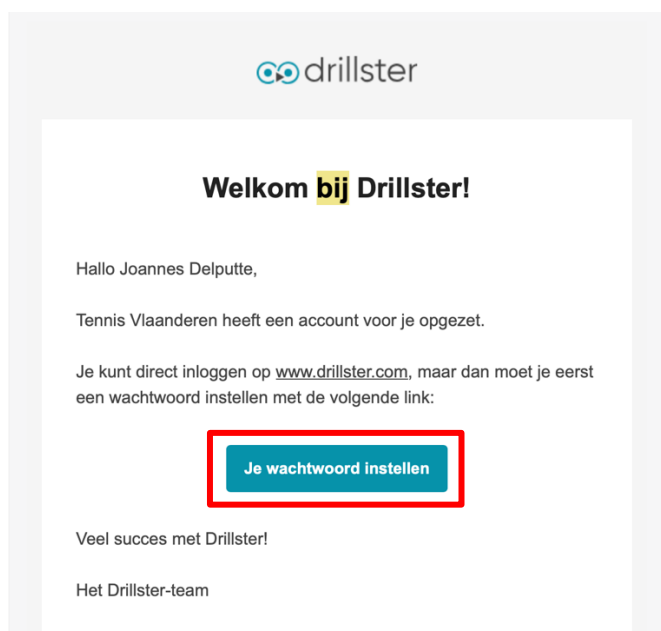 drillster
Welkom bij Drillster!
Hallo Joannes Delputte,
Tennis Vlaanderen heeft een account voor je opgezet.
Je kunt direct inloggen op www.drillster.com, maar dan moet je eerst
een wachtwoord instellen met de volgende link:
Je wachtwoord instellen
Veel succes met Drillster!
Het Drillster-team